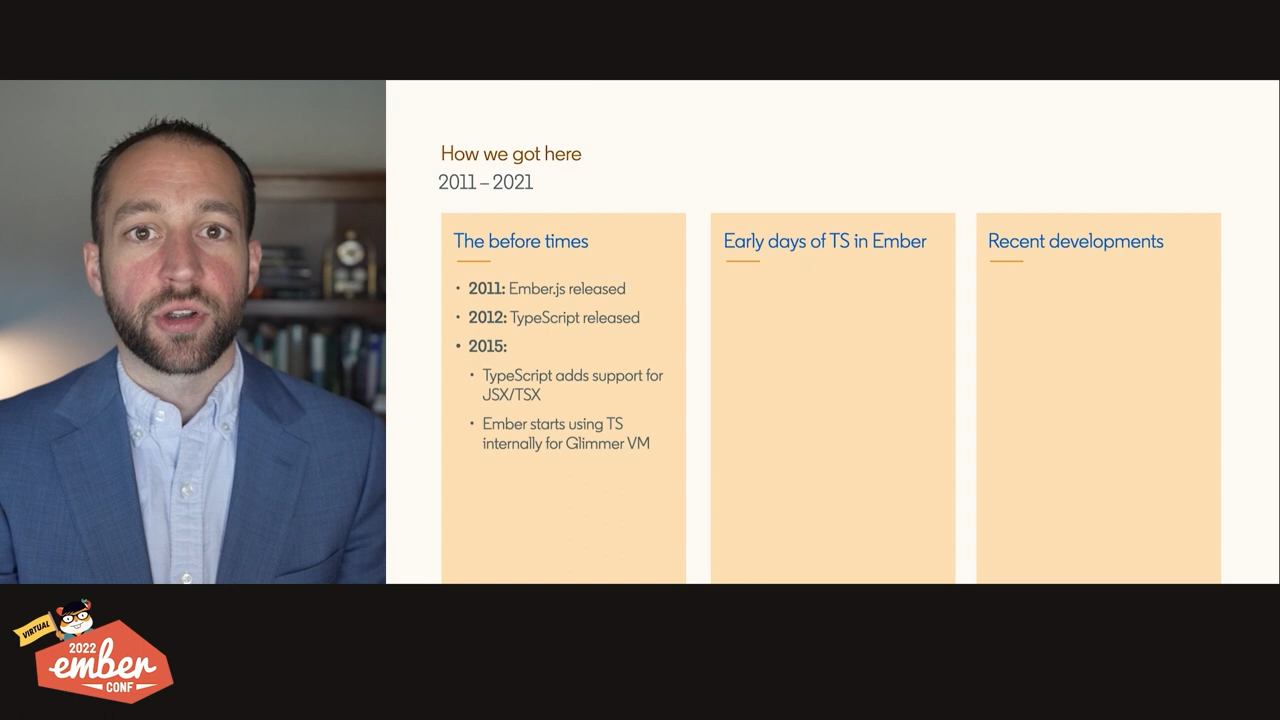 How we got here
2011 – 2021
The before times
• 2011: Ember.js released
• 2012: TypeScript released
• 2015:
• TypeScript adds support for
JSX/TSX
• Ember starts using TS
internally for Glimmer VM
Early days of TS in Ember
Recent developments
VIRTUAL
2022
ember
CONF